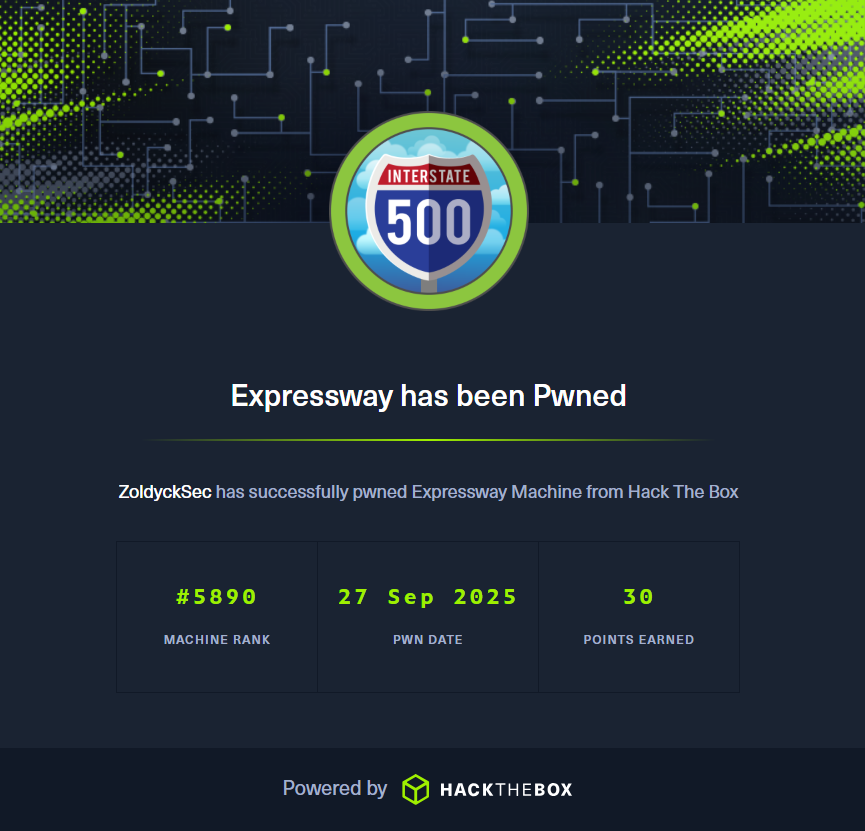 INTERSTATE
500
Expressway has been Pwned
ZoldyckSec has successfully pwned Expressway Machine from Hack The Box
#5890
MACHINE RANK
27 Sep 2025
PWN DATE
30
POINTS EARNED
Powered by HACKTHEBOX